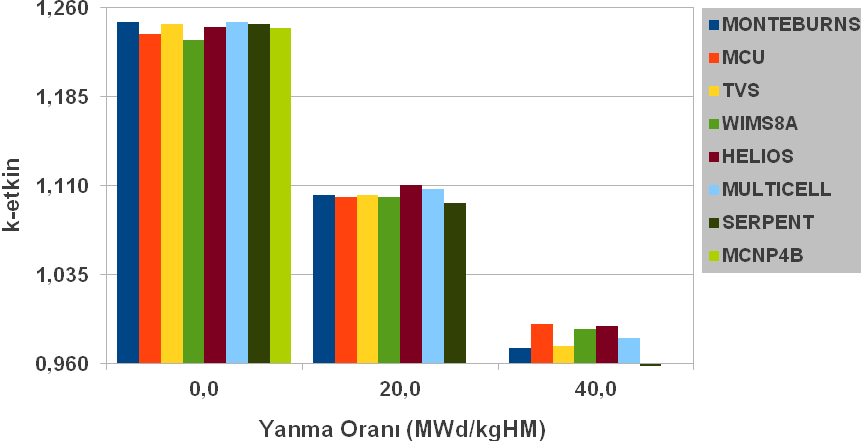 1,260
1,185
1,110
1,035
0,960
k-etkin
0,0
20,0
40,0
Yanma Oranı (MWd/kgHM)
MONTEBURNS
MCU
TVS
WIMS8A
HELIOS
MULTICELL
SERPENT
MCNP4B